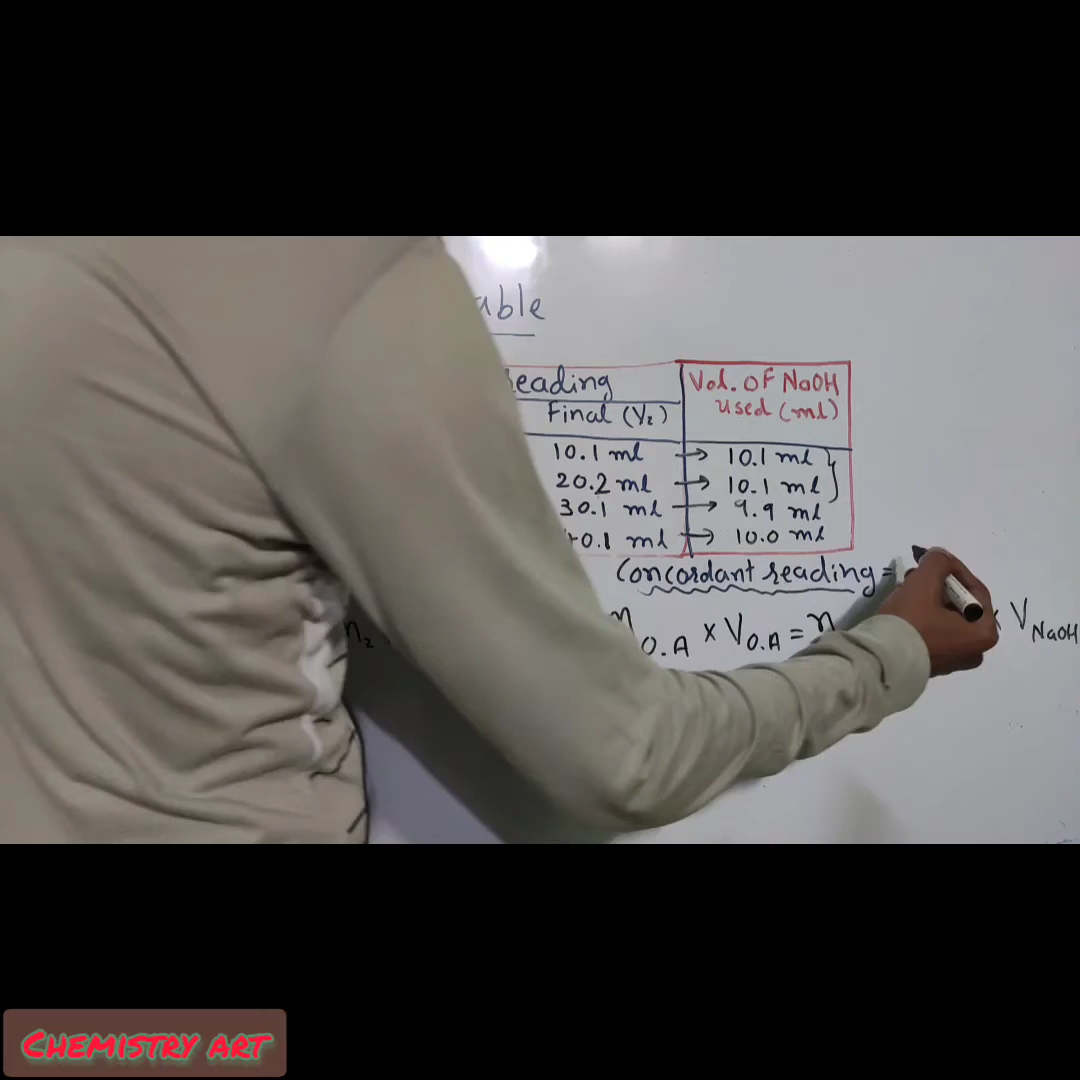 able
reading
Vol. OF NaOH
used (ml)
Final (V₂)
10.1 ml → 10.1 ml
20.2 ml → 10.1 ml
30.1 ml → 9.9 ml
0.1 ml → 10.0 ml
Concordant reading =
n₂
n O.A × V O.A = n × V NaOH
CHEMISTRY ART